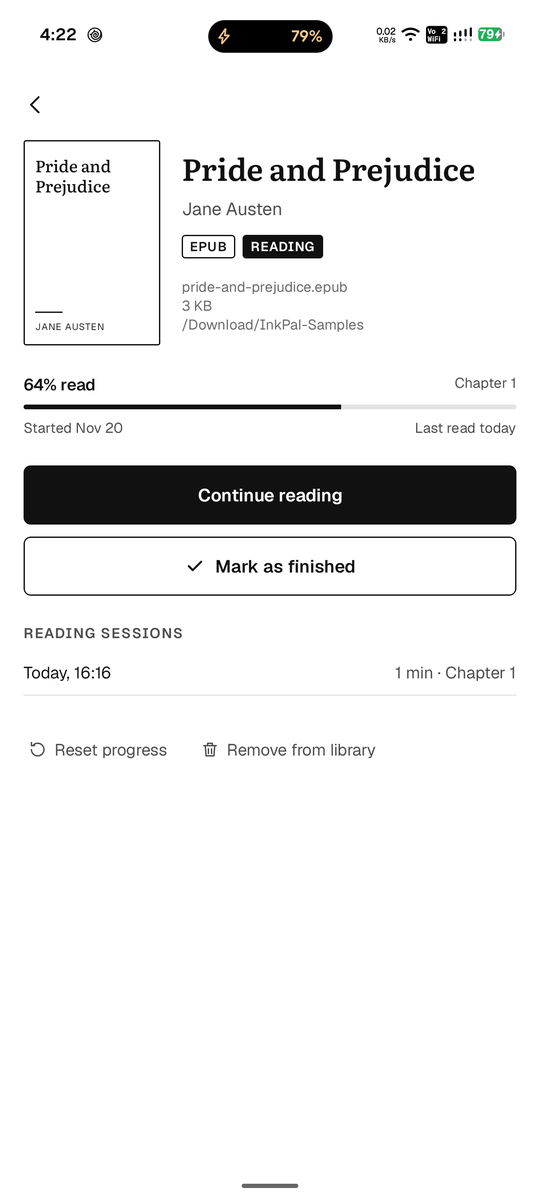 4:22
79%
0.02
KB/s
Vo 2
WiFi
79
Pride and
Prejudice
JANE AUSTEN
Pride and Prejudice
Jane Austen
EPUB READING
pride-and-prejudice.epub
3 KB
/Download/InkPal-Samples
64% read Chapter 1
Started Nov 20 Last read today
Continue reading
Mark as finished
READING SESSIONS
Today, 16:16 1 min · Chapter 1
Reset progress Remove from library